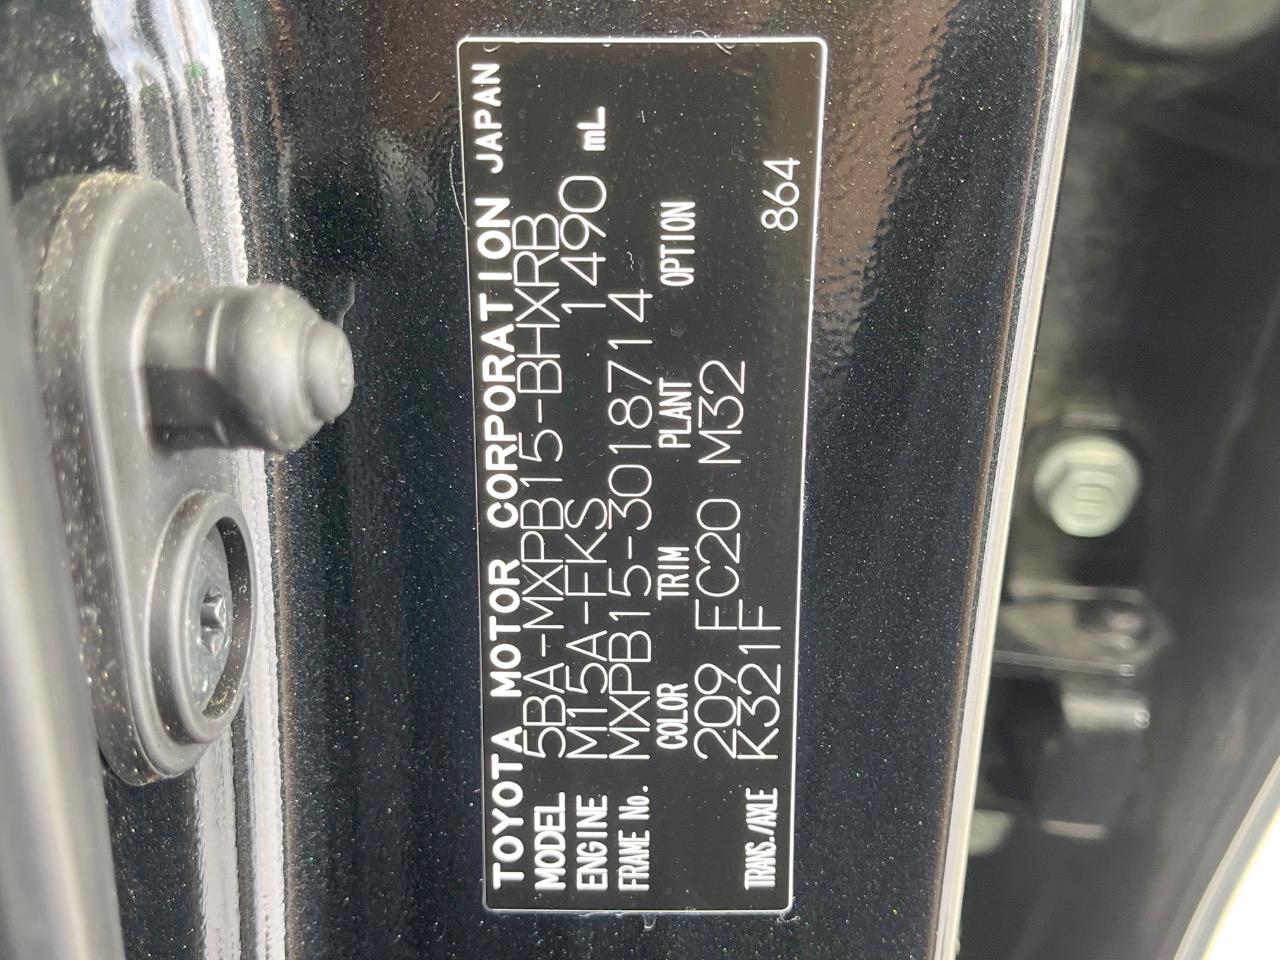 TOYOTA MOTOR CORPORATION JAPAN
MODEL 5BA-MXPB15-BHXRB
ENGINE M15A-FKS 1490 mL
FRAME No. MXPB15-3018714
COLOR TRIM PLANT OPTION
209 FC20 M32
TRANS./AXLE K321F 864